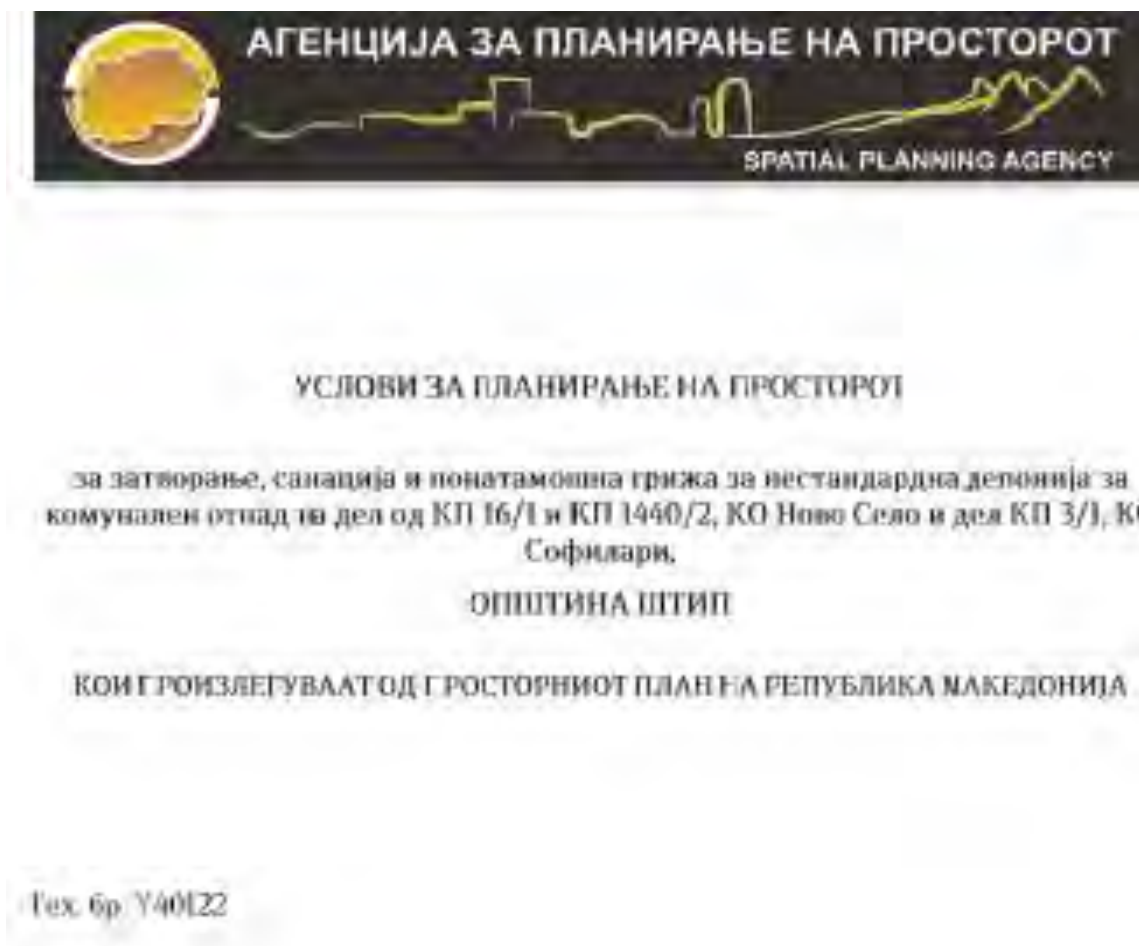 АГЕНЦИЈА ЗА ПЛАНИРАЊЕ НА ПРОСТОРОТ
SPATIAL PLANNING AGENCY
УСЛОВИ ЗА ПЛАНИРАЊЕ НА ПРОСТОРОТ
за затворање, санација и понатамошна грижа за нестандардна депонија за
комунален отпад на дел од КП 16/1 и КП 1440/2, КО Ново Село и дел КП 3/1, КО
Софилари,
ОПШТИНА ШТИП
КОИ ПРОИЗЛЕГУВААТ ОД ПРОСТОРНИОТ ПЛАН НА РЕПУБЛИКА МАКЕДОНИЈА
Тех. бр. Y40122